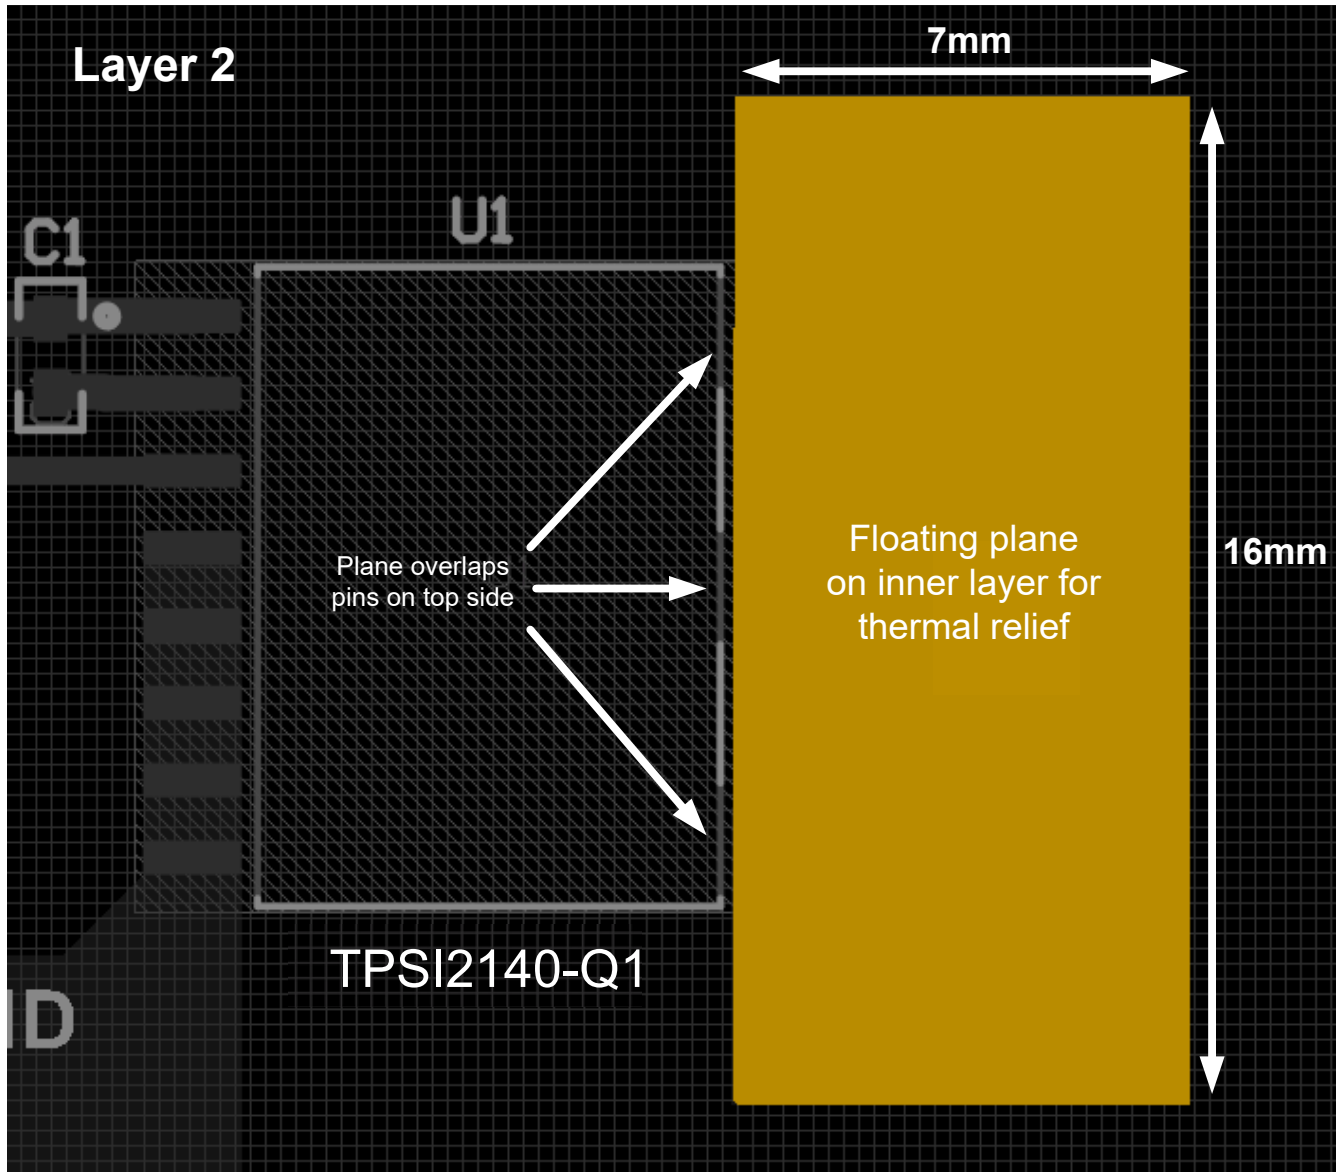 Layer 2
7mm
U1
C1
Plane overlaps
pins on top side
Floating plane
on inner layer for
thermal relief
16mm
TPSI2140-Q1
ID